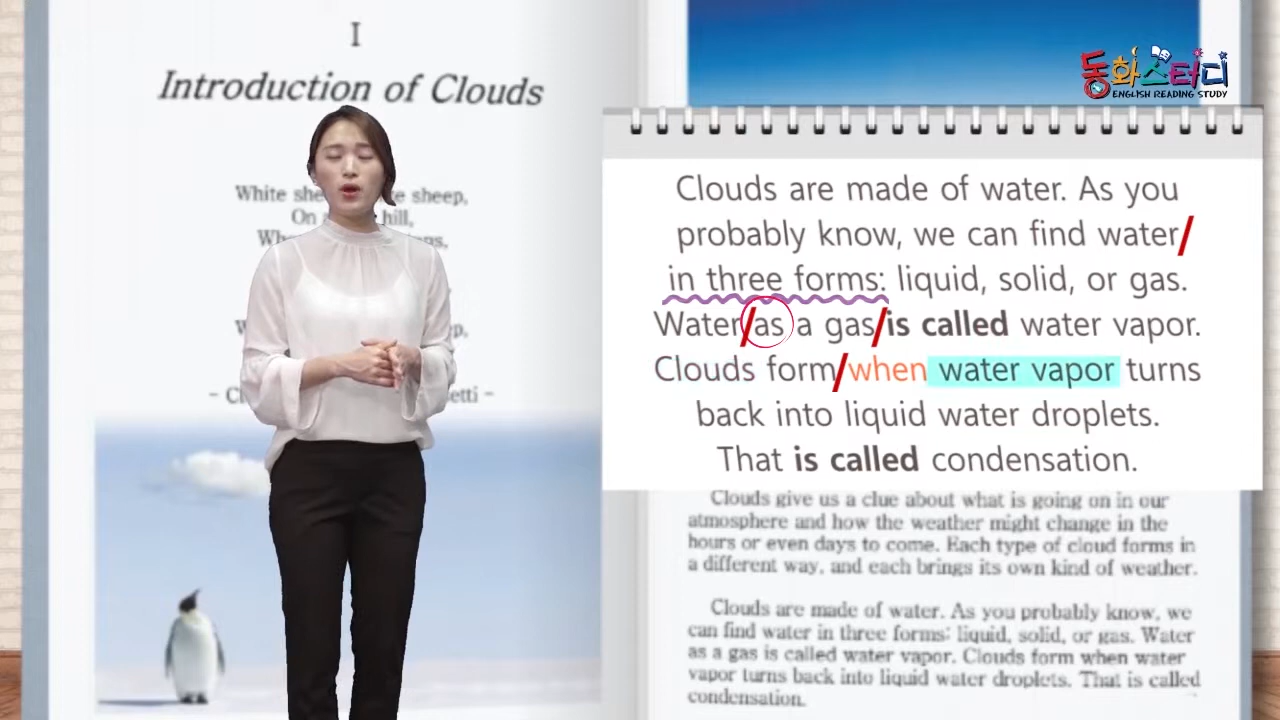 I
Introduction of Clouds
White she ke sheep,
On a hill,
동화스터디
ENGLISH READING STUDY
Clouds are made of water. As you
probably know, we can find water/
in three forms: liquid, solid, or gas.
Water/as a gas/is called water vapor.
Clouds form/when water vapor turns
back into liquid water droplets.
That is called condensation.
Clouds give us a clue about what is going on in our
atmosphere and how the weather might change in the
hours or even days to come. Each type of cloud forms in
a different way, and each brings its own kind of weather.
Clouds are made of water. As you probably know, we
can find water in three forms: liquid, solid, or gas. Water
as a gas is called water vapor. Clouds form when water
vapor turns back into liquid water droplets. That is called
condensation.